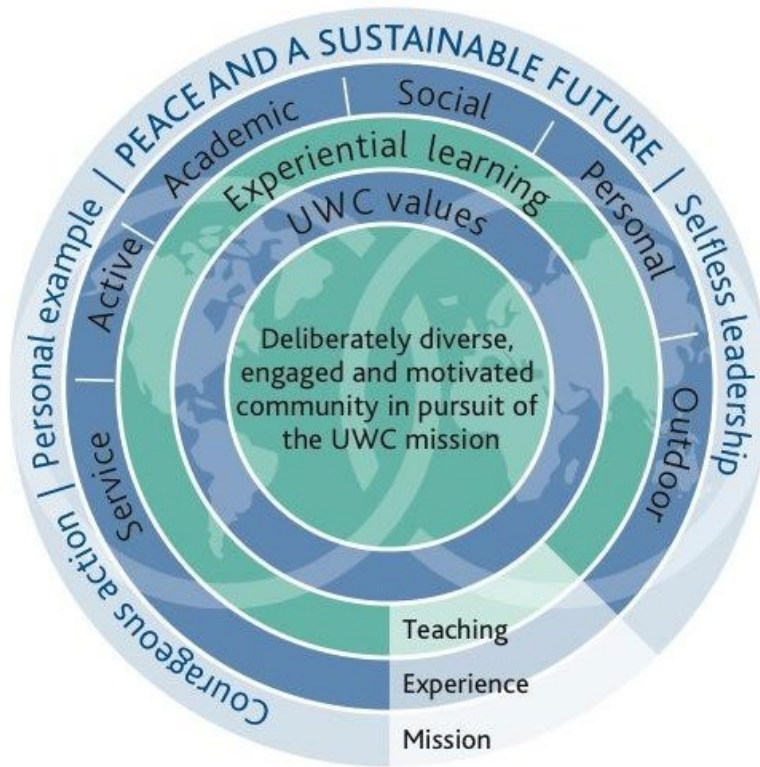 Courageous action | Personal example | PEACE AND A SUSTAINABLE FUTURE | Selfless leadership
Service
Active
Academic
Social
Personal
Outdoor
Experiential learning
UWC values
Deliberately diverse,
engaged and motivated
community in pursuit of
the UWC mission
Teaching
Experience
Mission